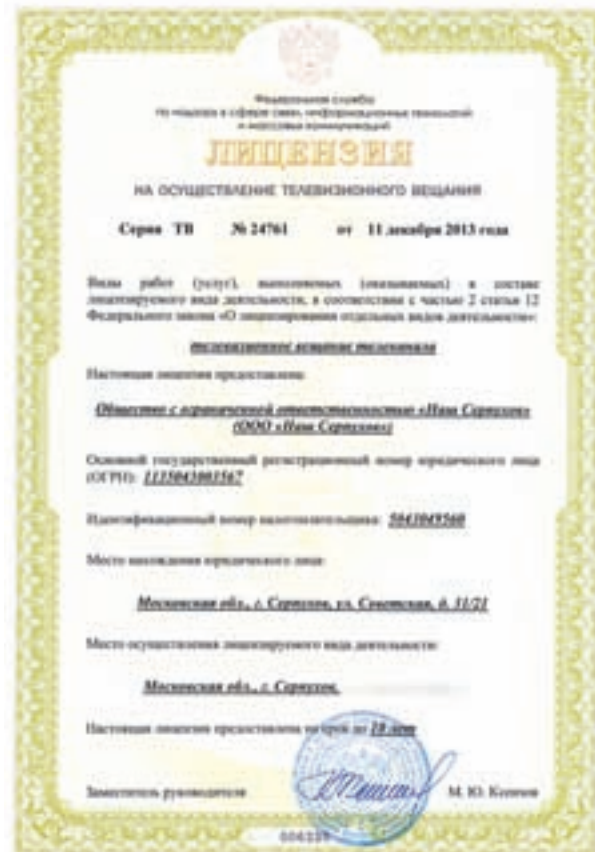 Федеральная служба
по надзору в сфере связи, информационных технологий
и массовых коммуникаций
ЛИЦЕНЗИЯ
НА ОСУЩЕСТВЛЕНИЕ ТЕЛЕВИЗИОННОГО ВЕЩАНИЯ
Серия ТВ № 24761 от 11 декабря 2013 года
Виды работ (услуг), выполняемых (оказываемых) в составе
лицензируемого вида деятельности, в соответствии с частью 2 статьи 12
Федерального закона «О лицензировании отдельных видов деятельности»:
телевизионное вещание телеканала
Настоящая лицензия предоставлена:
Общество с ограниченной ответственностью «Наш Серпухов»
(ООО «Наш Серпухов»)
Основной государственный регистрационный номер юридического лица
(ОГРН): 1135043003567
Идентификационный номер налогоплательщика: 5043049560
Место нахождения юридического лица:
Московская обл., г. Серпухов, ул. Советская, д. 31/21
Место осуществления лицензируемого вида деятельности:
Московская обл., г. Серпухов.
Настоящая лицензия предоставлена на срок до 10 лет
Заместитель руководителя М. Ю. Ксензов